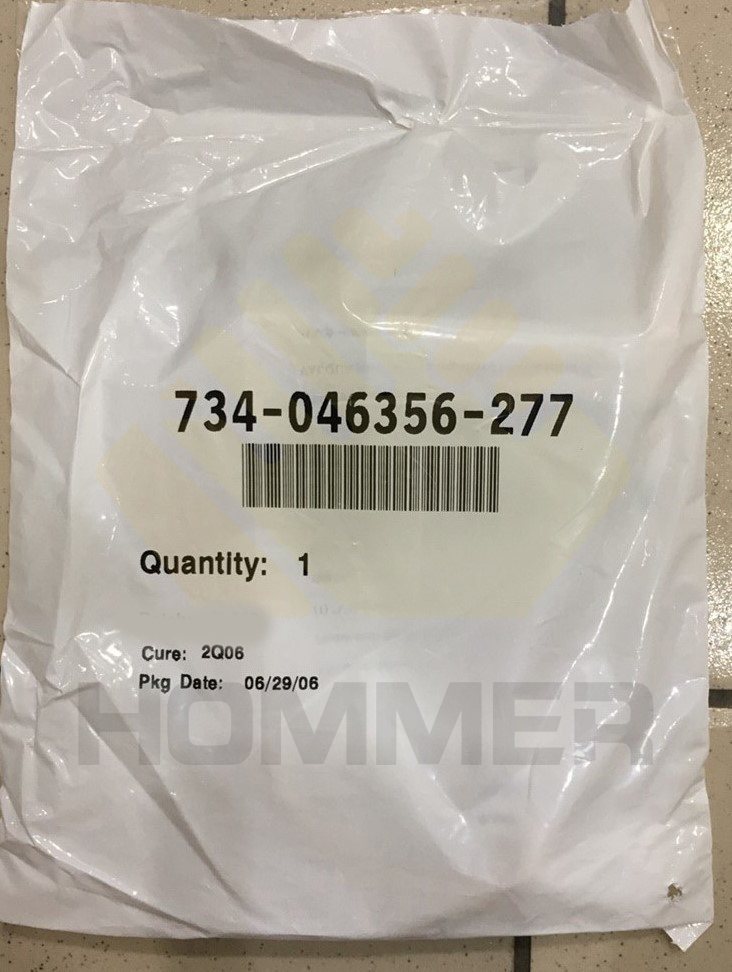 734-046356-277
Quantity: 1
Cure: 2Q06
Pkg Date: 06/29/06
HOMMER